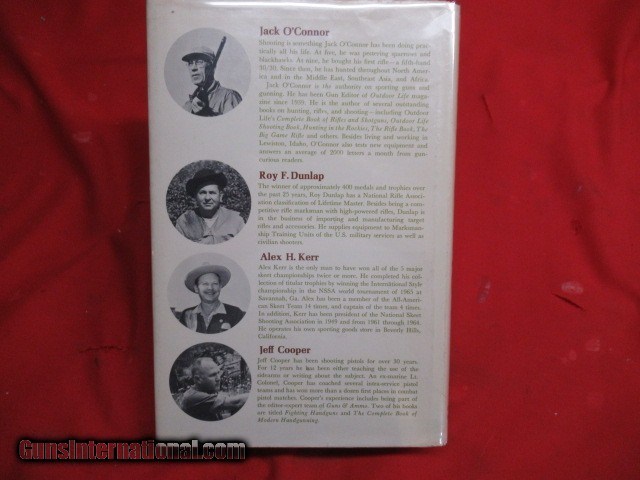 Jack O'Connor
Shooting is something Jack O'Connor has been doing prac-
tically all his life. At five, he was peppering sparrows and
blackhawks. At nine, he bought his first rifle—a fifth-hand
30/30. Since then, he has hunted throughout North Amer-
ica and in the Middle East, Southeast Asia, and Africa.
Jack O'Connor is the authority on sporting guns and
gunning. He has been Gun Editor of Outdoor Life maga-
zine since 1939. He is the author of several outstanding
books on hunting, rifles, and shooting—including Outdoor
Life's Complete Book of Rifles and Shotguns, Outdoor Life
Shooting Book, Hunting in the Rockies, The Rifle Book, The
Big Game Rifle and others. Besides living and working in
Lewiston, Idaho, O'Connor also tests new equipment and
answers an average of 2000 letters a month from gun-
curious readers.
Roy F. Dunlap
The winner of approximately 400 medals and trophies over
the past 25 years, Roy Dunlap has a National Rifle Associ-
ation classification of Lifetime Master. Besides being a com-
petitive rifle marksman with high-powered rifles, Dunlap is
in the business of importing and manufacturing target
rifles and accessories. He supplies equipment to Marksman-
ship Training Units of the U.S. military services as well as
civilian shooters.
Alex H. Kerr
Alex Kerr is the only man to have won all of the 5 major
skeet championships twice or more. He completed his col-
lection of titular trophies by winning the International Style
championship in the NSSA world tournament of 1965 at
Savannah, Ga. Alex has been a member of the All-Ameri-
can Skeet Team 14 times, and captain of the team 4 times.
In addition, Kerr has been president of the National Skeet
Shooting Association in 1949 and from 1961 through 1964.
He operates his own sporting goods store in Beverly Hills,
California.
Jeff Cooper
Jeff Cooper has been shooting pistols for over 30 years.
For 12 years he has been either teaching the use of the
sidearm or writing about the subject. An ex-marine Lt.
Colonel, Cooper has coached several intra-service pistol
teams and has won more than a dozen first places in combat
pistol matches. Cooper's experience includes being part of
the editor-expert team of Guns & Ammo. Two of his books
are titled Fighting Handguns and The Complete Book of
Modern Handgunning.
GunsInternational.com